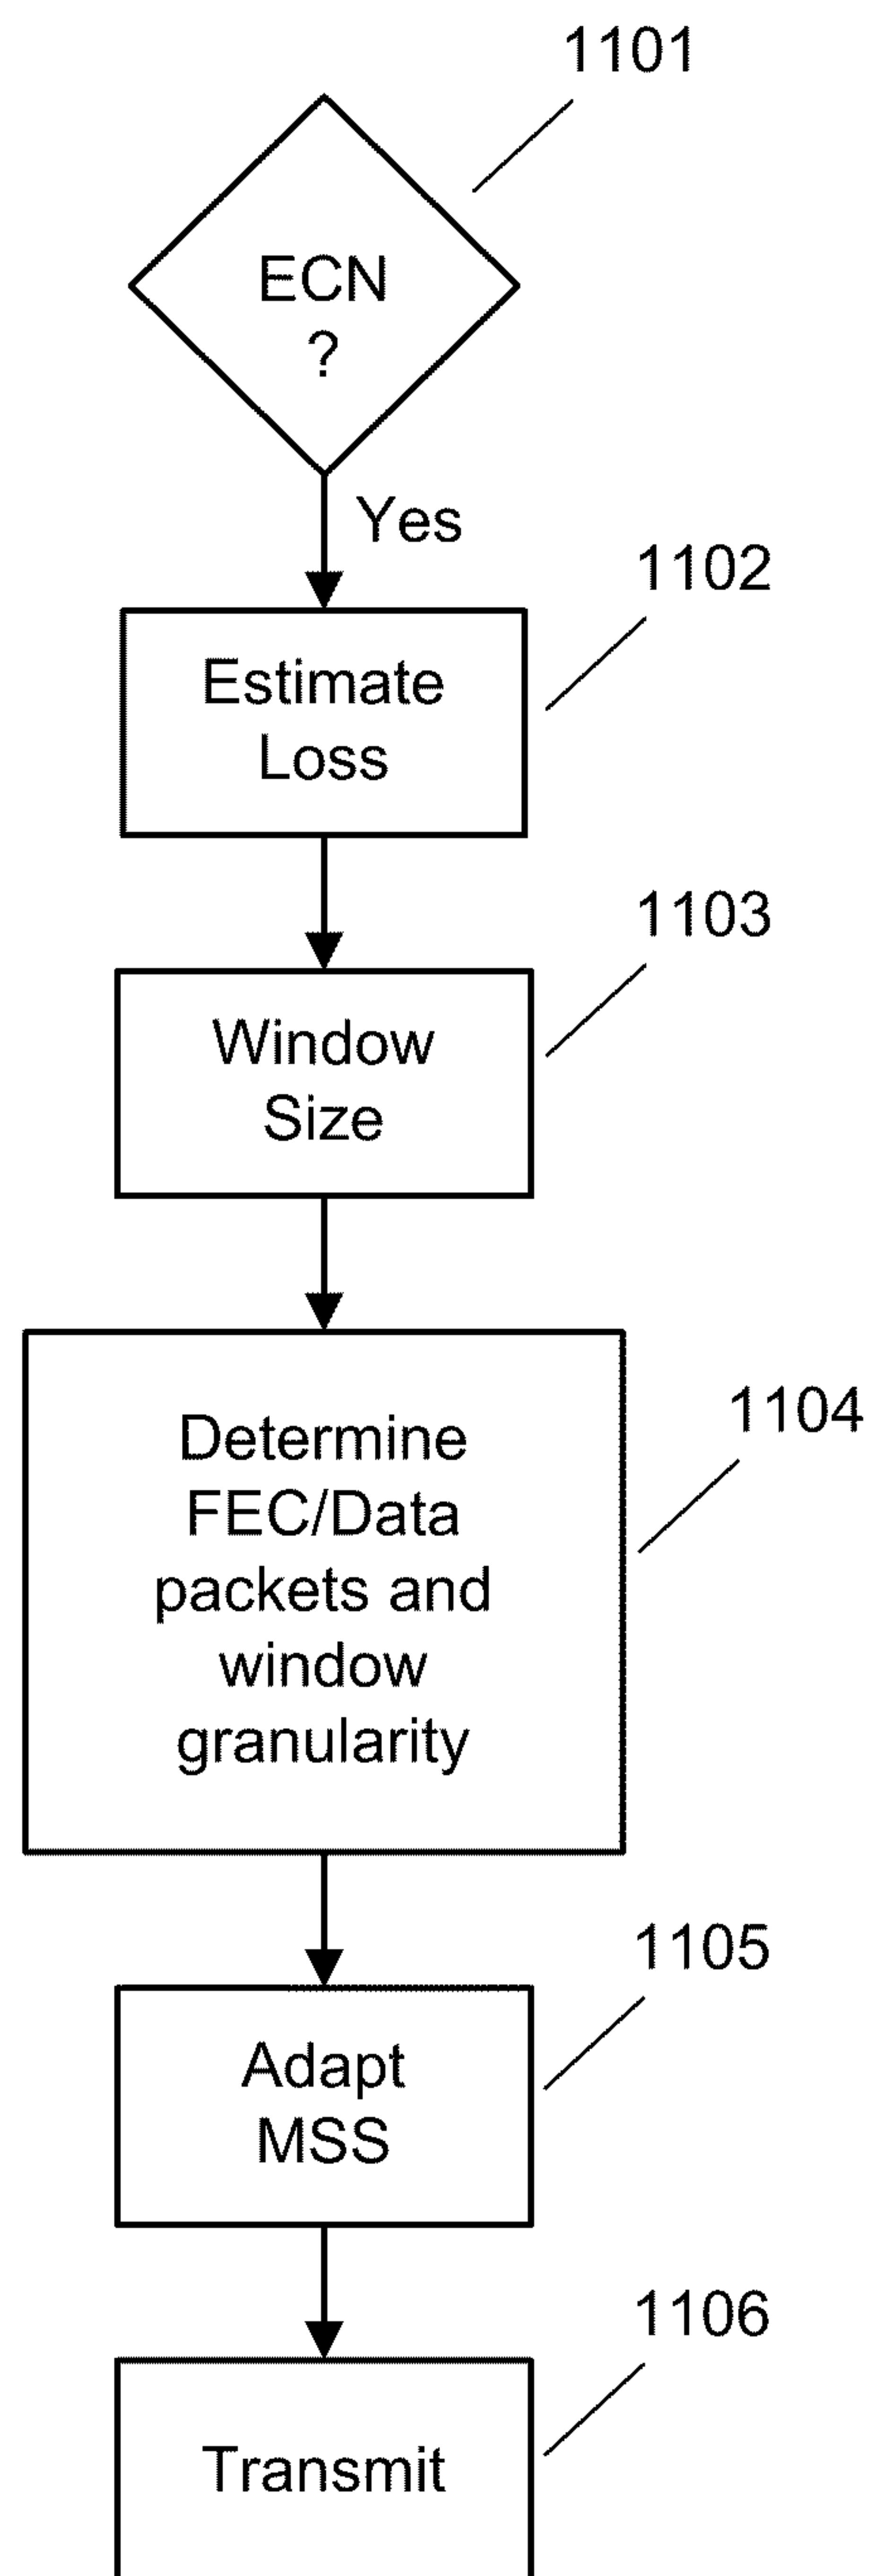 1101
ECN
?
Yes
1102
Estimate
Loss
1103
Window
Size
1104
Determine
FEC/Data
packets and
window
granularity
1105
Adapt
MSS
1106
Transmit